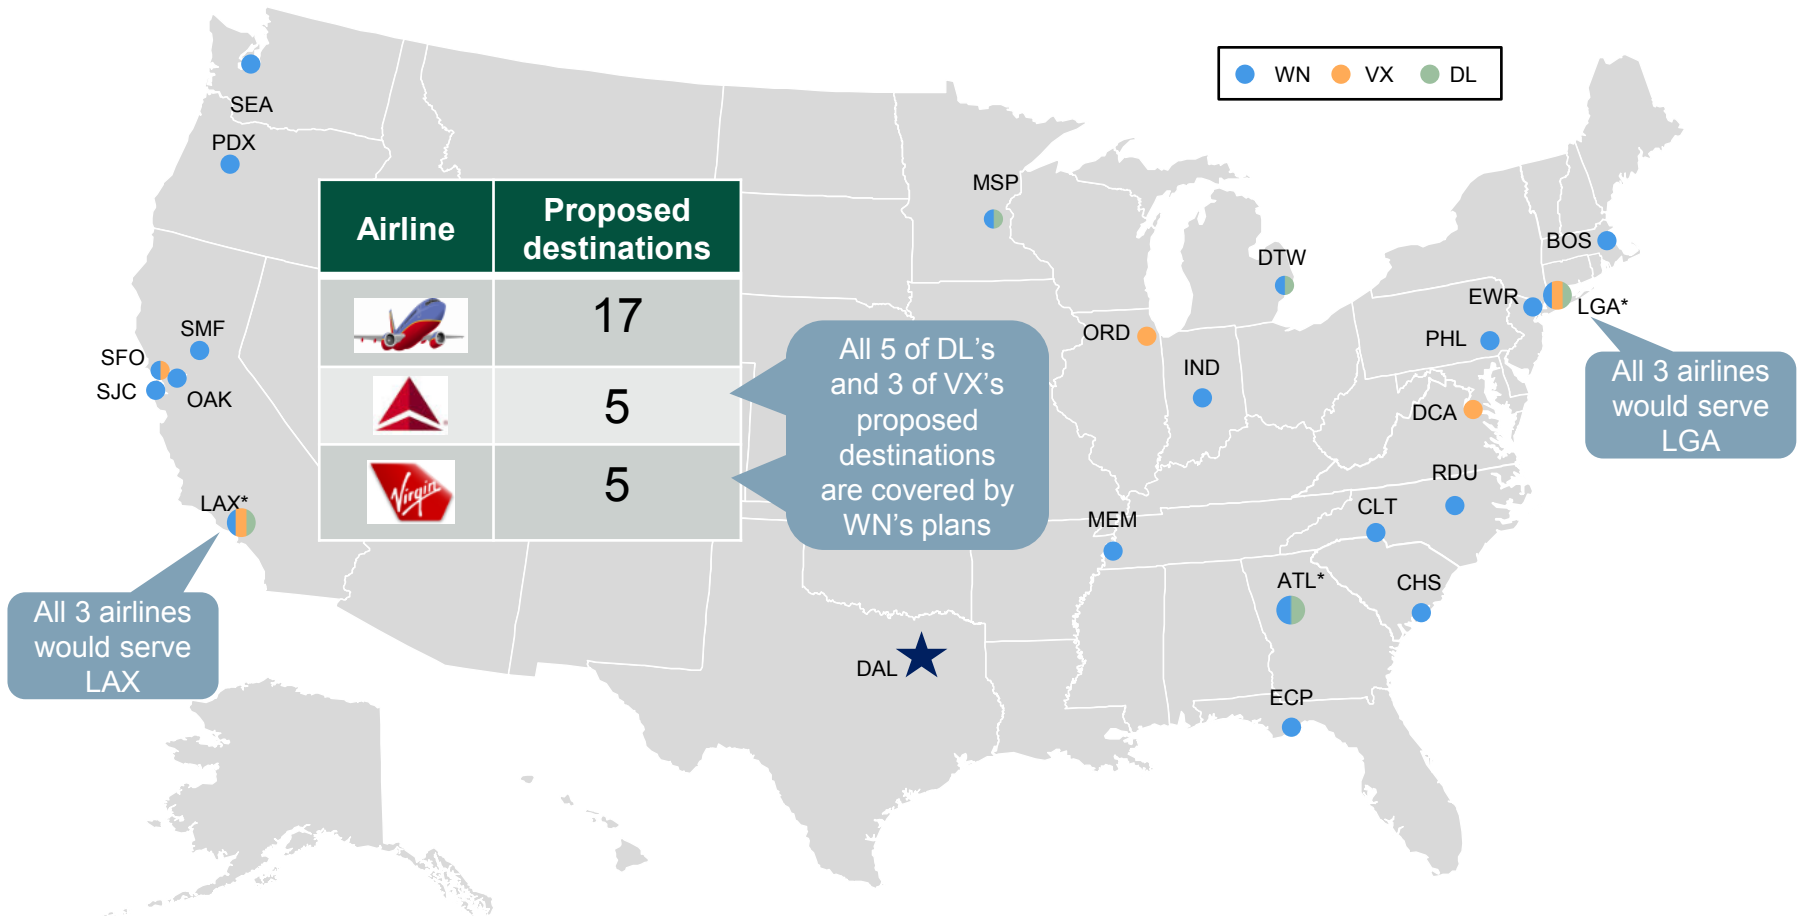 WN VX DL
SEA
PDX
MSP
BOS
DTW
EWR
LGA*
PHL
ORD
IND
DCA
SMF
SFO
SJC
OAK
LAX*
RDU
CLT
MEM
ATL*
CHS
DAL
ECP
Airline
Proposed
destinations
17
5
Virgin
5
All 5 of DL’s
and 3 of VX’s
proposed
destinations
are covered by
WN’s plans
All 3 airlines
would serve
LGA
All 3 airlines
would serve
LAX